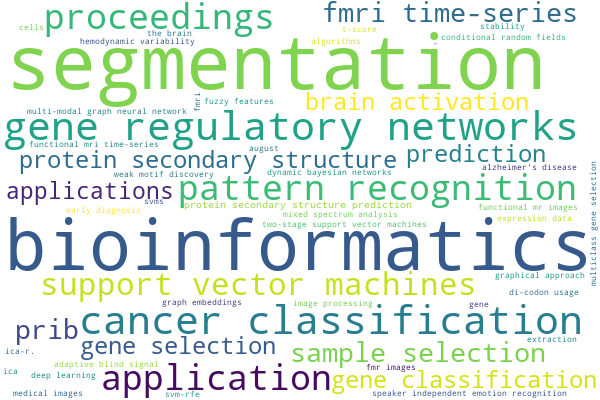 proceedings
fmri time-series
cells
the brain
t-score
stability
hemodynamic variability
algorithms
conditional random fields
segmentation
fmri
fuzzy features
brain activation
multi-modal graph neural network
gene regulatory networks
functional mri time-series
august
protein secondary structure
prediction
weak motif discovery
dynamic bayesian networks
alzheimer's disease
applications
pattern recognition
svms
early diagnosis
protein secondary structure prediction
functional mr images
mixed spectrum analysis
expression data
two-stage support vector machines
multiclass gene selection
bioinformatics
support vector machines
graphical approach
di-codon usage
graph embeddings
image processing
gene
prib
cancer classification
gene selection
extraction
ica-r.
sample selection
adaptive blind signal
fmr images
ica
deep learning
application
gene classification
medical images
svm-rfe
speaker independent emotion recognition